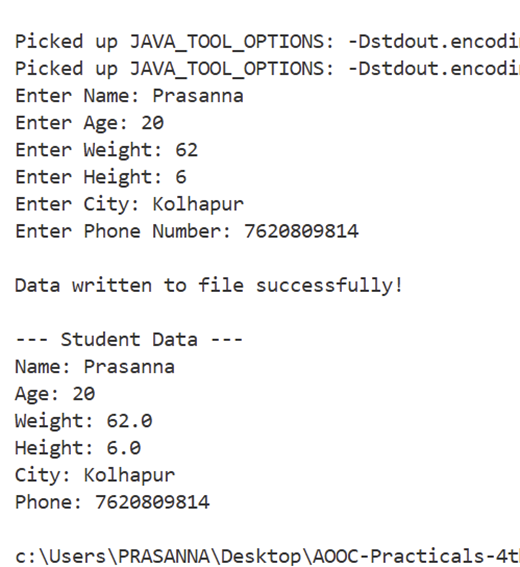 Picked up JAVA_TOOL_OPTIONS: -Dstdout.encodi
Picked up JAVA_TOOL_OPTIONS: -Dstdout.encodi
Enter Name: Prasanna
Enter Age: 20
Enter Weight: 62
Enter Height: 6
Enter City: Kolhapur
Enter Phone Number: 7620809814
Data written to file successfully!
--- Student Data ---
Name: Prasanna
Age: 20
Weight: 62.0
Height: 6.0
City: Kolhapur
Phone: 7620809814
c:\Users\PRASANNA\Desktop\AOOC-Practicals-4t